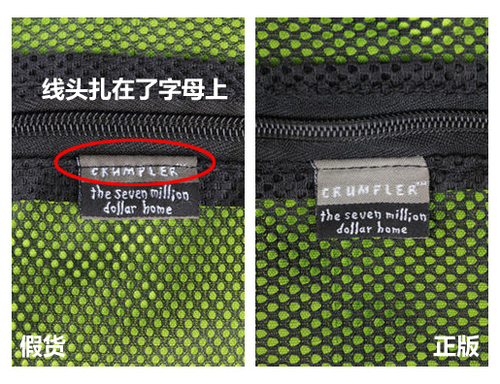 线头扎在了字母上
CRUMPLER
the seven million
dollar home
假货
CRUMPLER™
the seven million
dollar home
正版